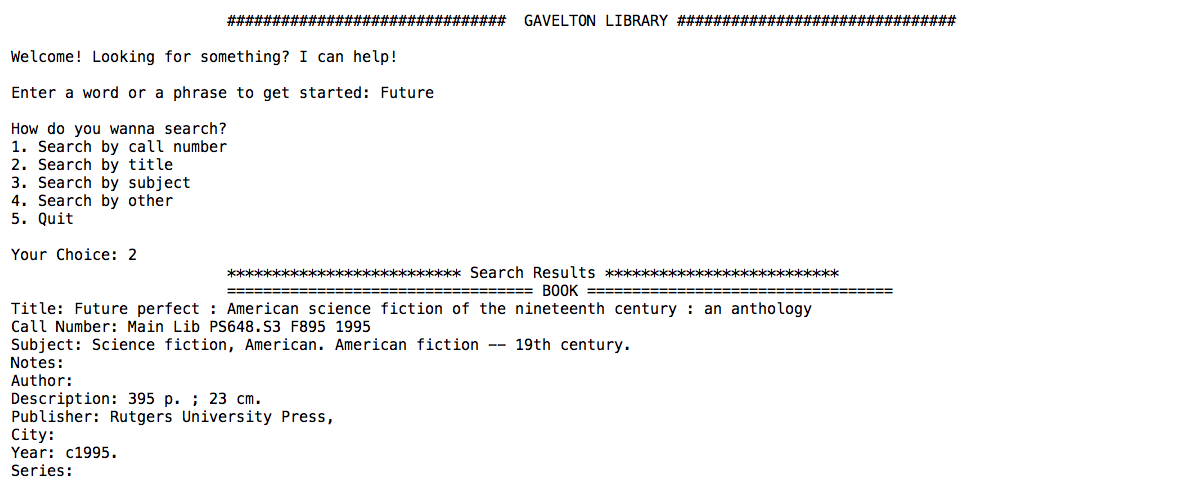 ############################### GAVELTON LIBRARY ###############################
Welcome! Looking for something? I can help!
Enter a word or a phrase to get started: Future
How do you wanna search?
1. Search by call number
2. Search by title
3. Search by subject
4. Search by other
5. Quit
Your Choice: 2
************************** Search Results **************************
================================== BOOK ==================================
Title: Future perfect : American science fiction of the nineteenth century : an anthology
Call Number: Main Lib PS648.S3 F895 1995
Subject: Science fiction, American. American fiction -- 19th century.
Notes:
Author:
Description: 395 p. ; 23 cm.
Publisher: Rutgers University Press,
City:
Year: c1995.
Series: